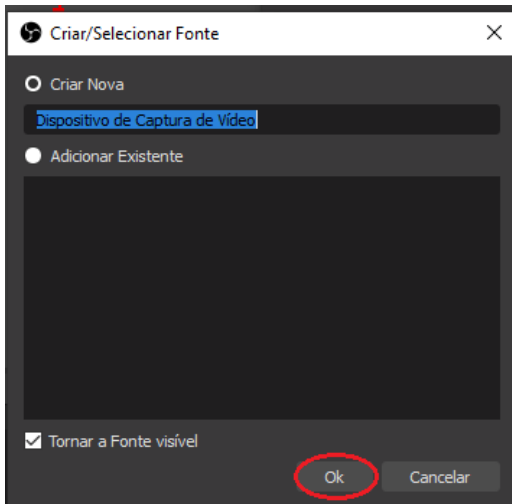 Criar/Selecionar Fonte
Criar Nova
Dispositivo de Captura de Vídeo
Adicionar Existente
Tornar a Fonte visível
Ok Cancelar